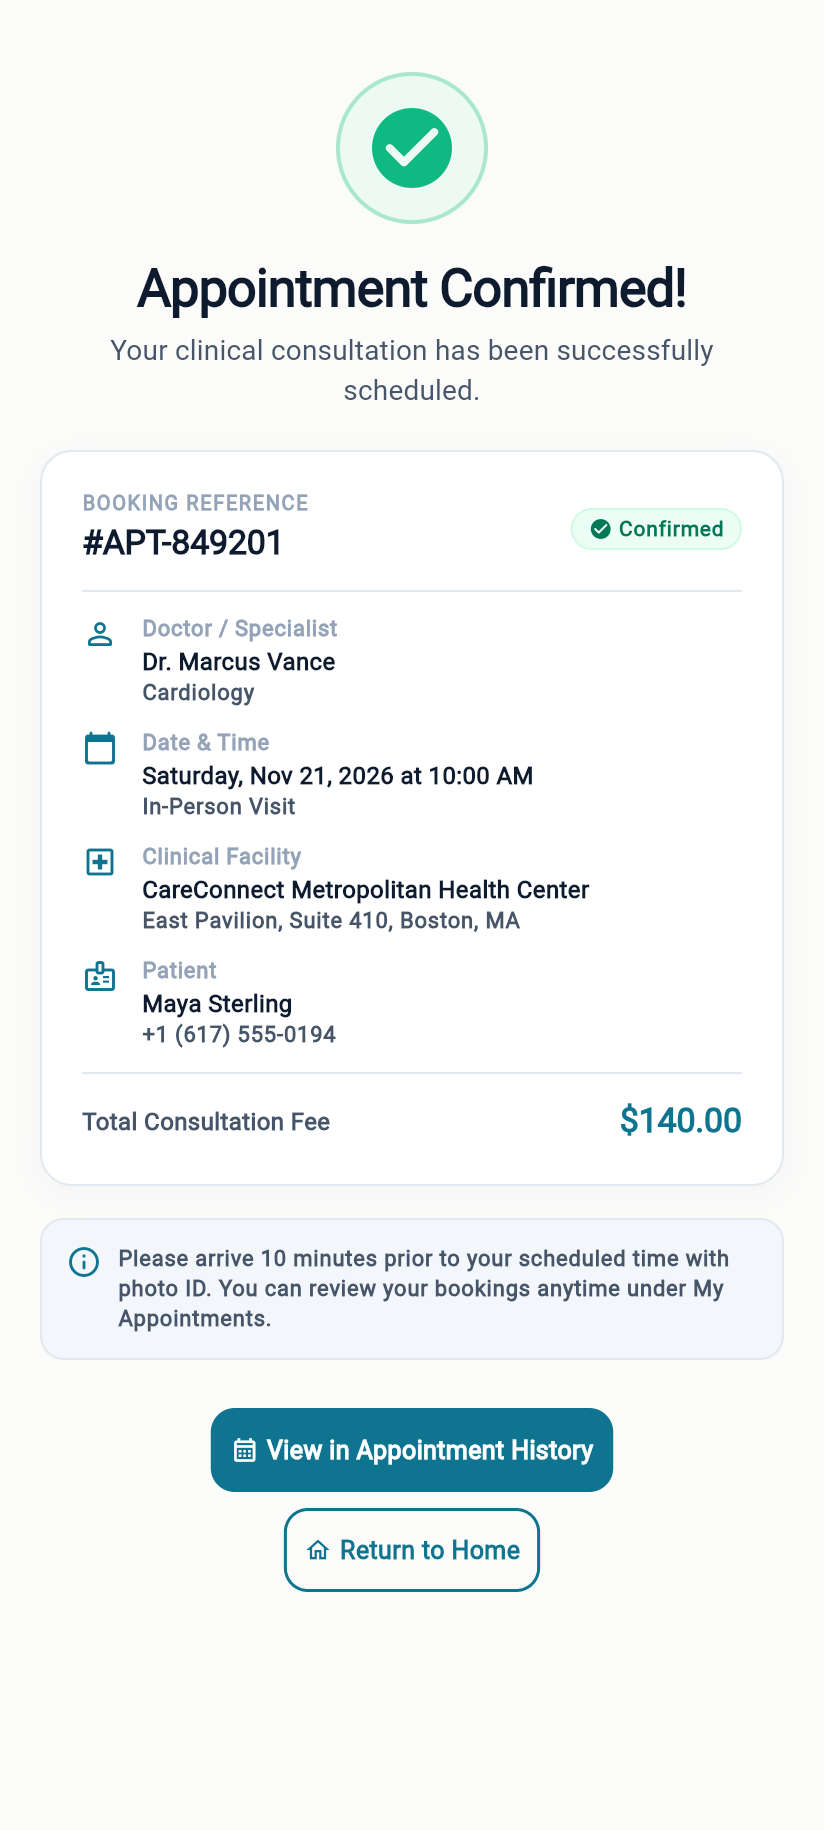 Appointment Confirmed!
Your clinical consultation has been successfully
scheduled.
BOOKING REFERENCE
#APT-849201
Confirmed
Doctor / Specialist
Dr. Marcus Vance
Cardiology
Date & Time
Saturday, Nov 21, 2026 at 10:00 AM
In-Person Visit
Clinical Facility
CareConnect Metropolitan Health Center
East Pavilion, Suite 410, Boston, MA
Patient
Maya Sterling
+1 (617) 555-0194
Total Consultation Fee
$140.00
Please arrive 10 minutes prior to your scheduled time with
photo ID. You can review your bookings anytime under My
Appointments.
View in Appointment History
Return to Home